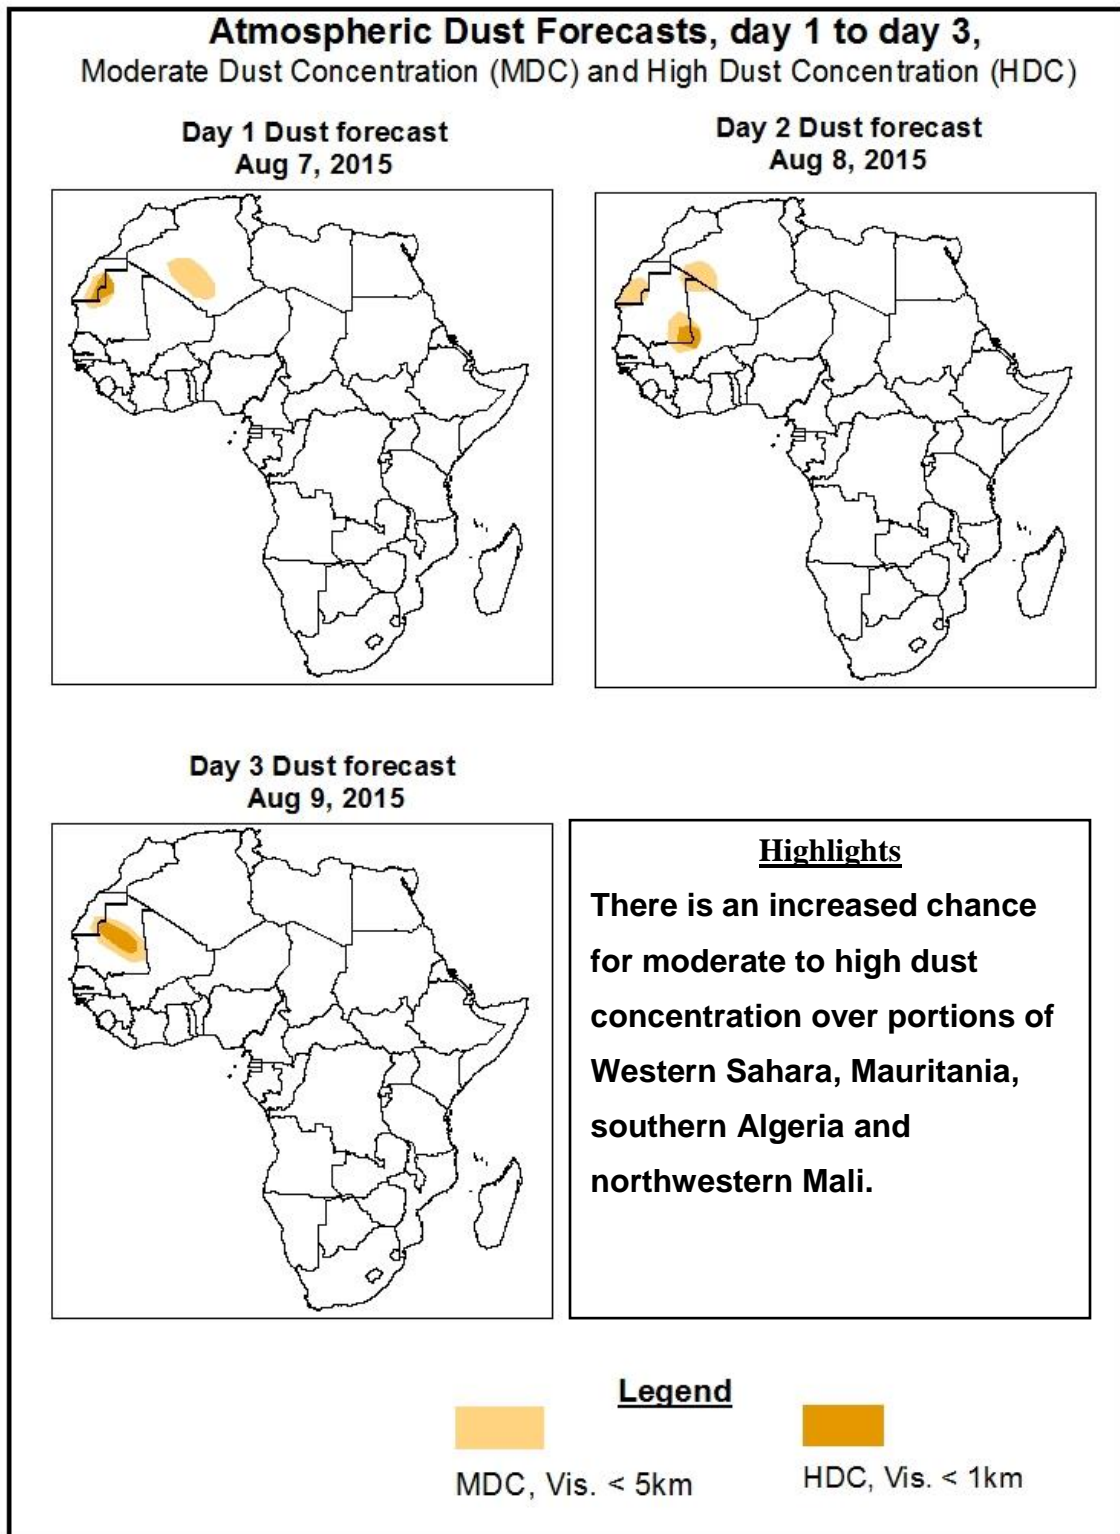 Atmospheric Dust Forecasts, day 1 to day 3,
Moderate Dust Concentration (MDC) and High Dust Concentration (HDC)
Day 1 Dust forecast
Aug 7, 2015
Day 2 Dust forecast
Aug 8, 2015
Day 3 Dust forecast
Aug 9, 2015
Highlights
There is an increased chance
for moderate to high dust
concentration over portions of
Western Sahara, Mauritania,
southern Algeria and
northwestern Mali.
Legend
MDC, Vis. < 5km
HDC, Vis. < 1km